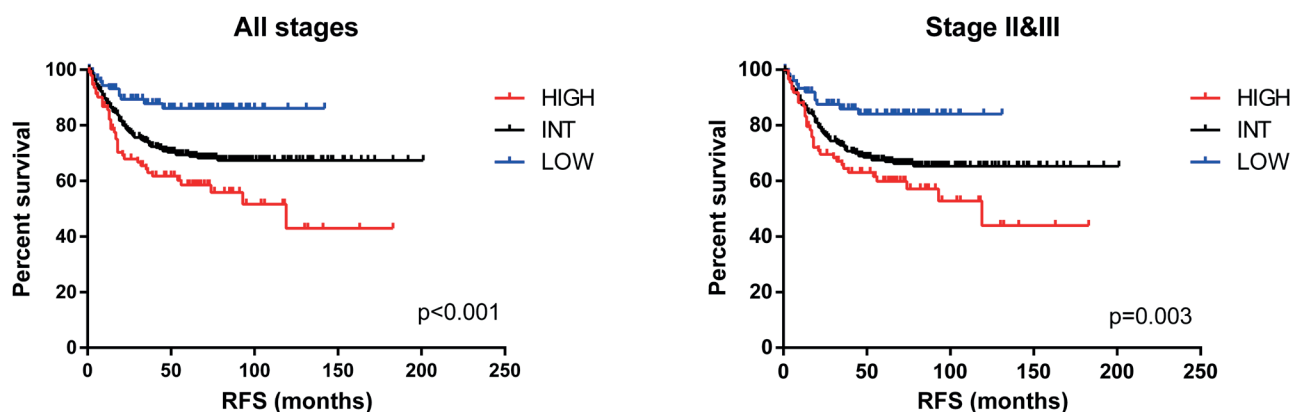 All stages
Percent survival
100
80
60
40
20
0
0 50 100 150 200 250
RFS (months)
HIGH
INT
LOW
p<0.001
Stage II&III
Percent survival
100
80
60
40
20
0
0 50 100 150 200 250
RFS (months)
HIGH
INT
LOW
p=0.003